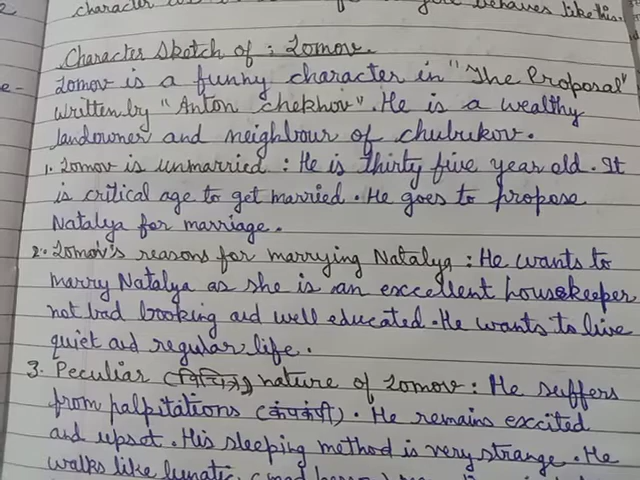 character
behaves like this.
2
Character Sketch of : Lomov.
e-
Lomov is a funny character in "The Proposal"
written by "Anton Chekhov". He is a wealthy
landowner and neighbour of chubukov.
1. Lomov is unmarried : He is thirty five year old. It
is critical age to get married. He goes to propose
Natalya for marriage.
2. Lomov's reasons for marrying Natalya : He wants to
marry Natalya as she is an excellent housekeeper
not bad looking and well educated. He wants to live
quiet and regular life.
3. Peculiar (विचित्र) nature of Lomov : He suffers
from palpitations (कंपकंपी). He remains excited
and upset. His sleeping method is very strange. He
walks like lunatic